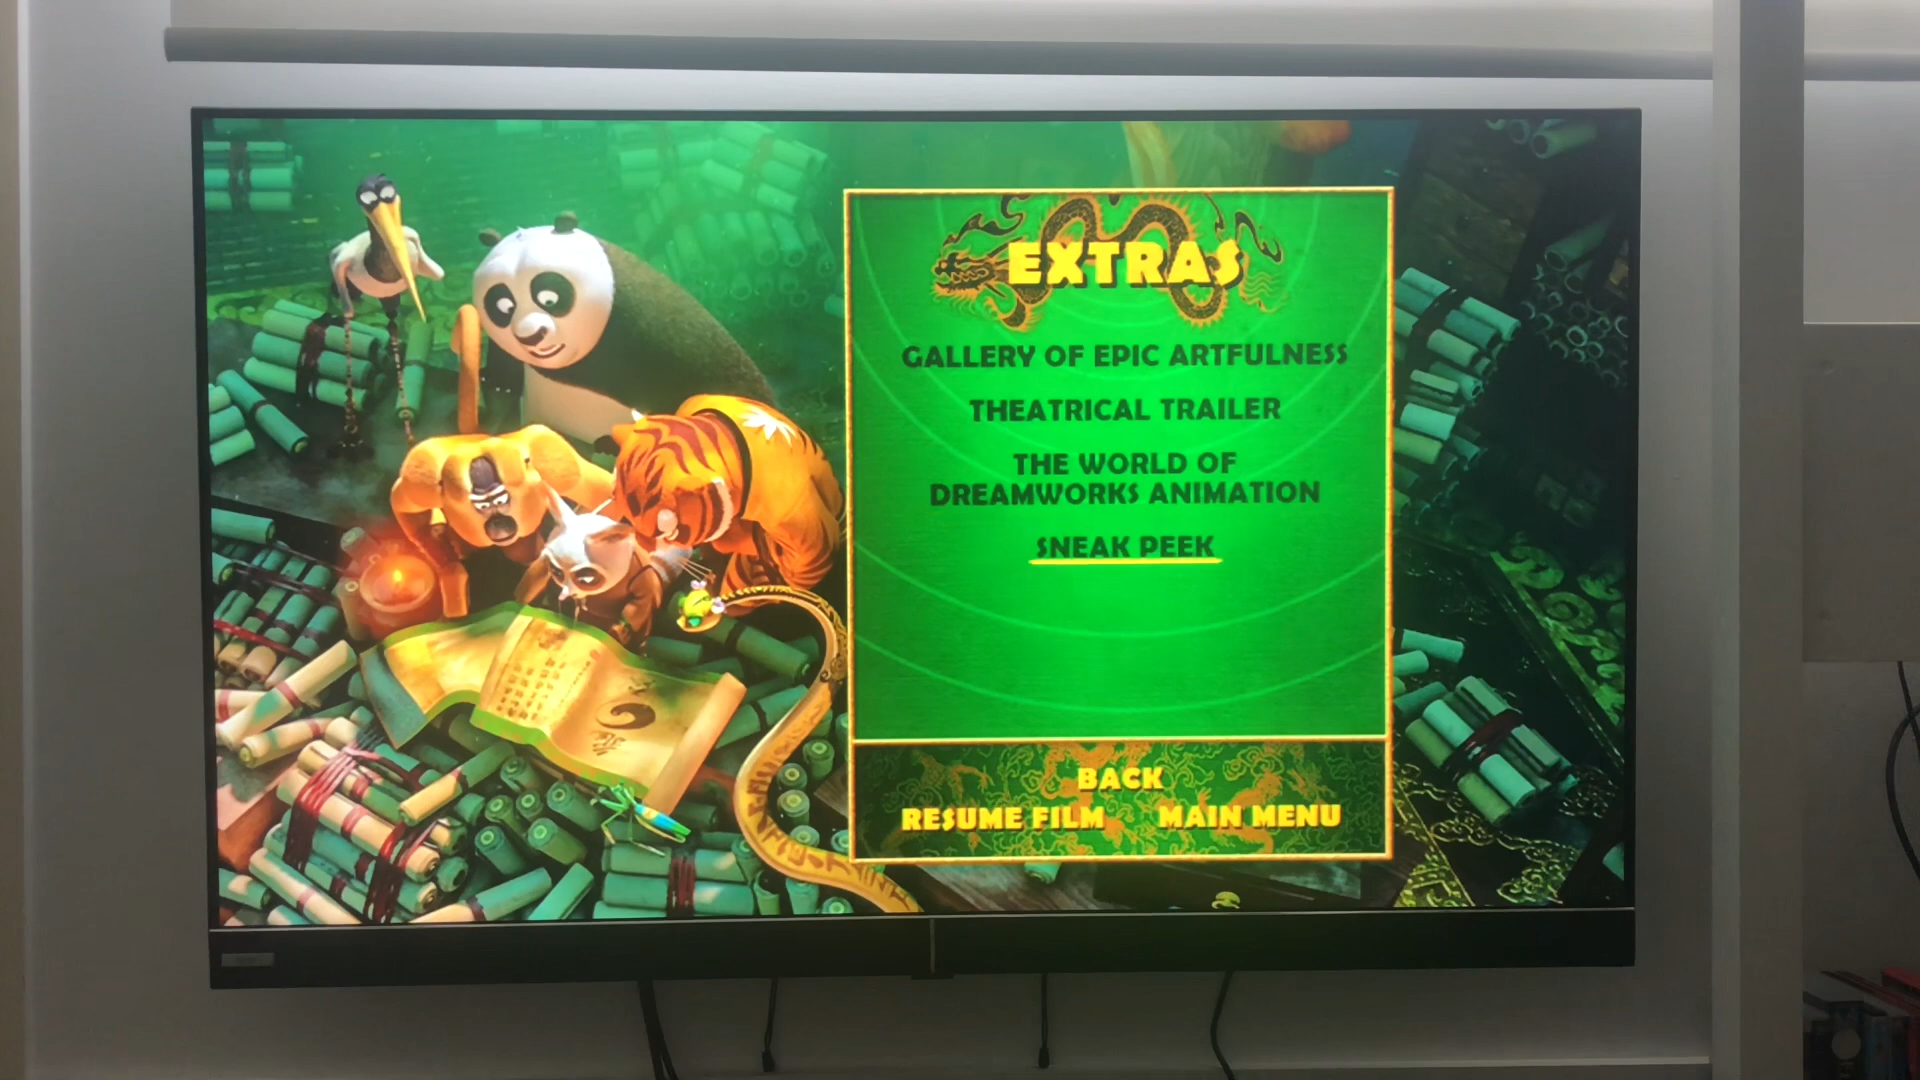 EXTRAS
GALLERY OF EPIC ARTFULNESS
THEATRICAL TRAILER
THE WORLD OF
DREAMWORKS ANIMATION
SNEAK PEEK
BACK
RESUME FILM MAIN MENU